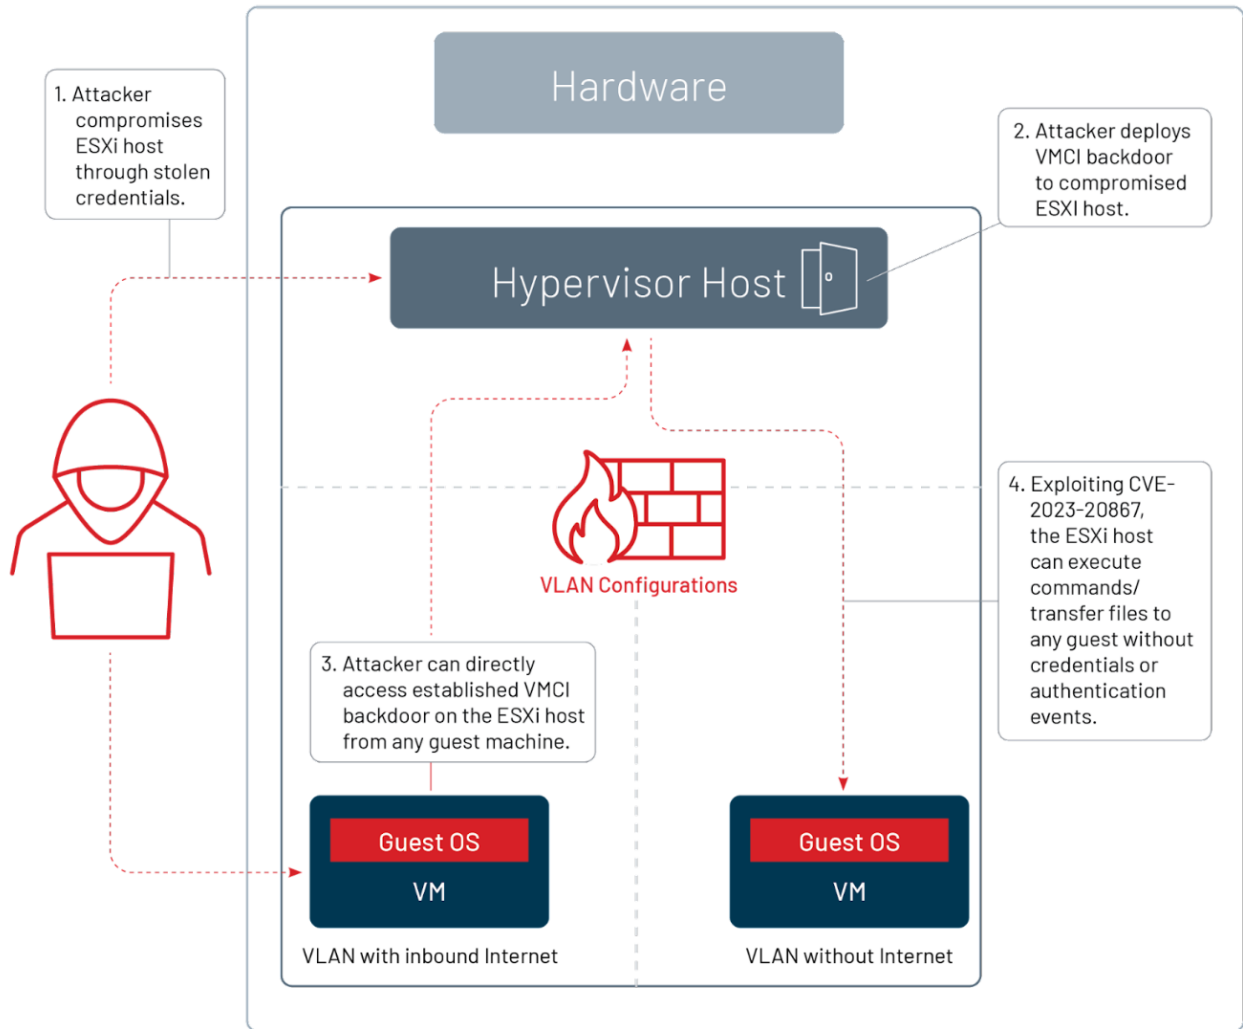 Hardware
1. Attacker
compromises
ESXi host
through stolen
credentials.
2. Attacker deploys
VMCI backdoor
to compromised
ESXI host.
Hypervisor Host
VLAN Configurations
4. Exploiting CVE-
2023-20867,
the ESXi host
can execute
commands/
transfer files to
any guest without
credentials or
authentication
events.
3. Attacker can directly
access established VMCI
backdoor on the ESXi host
from any guest machine.
Guest OS
VM
VLAN with inbound Internet
Guest OS
VM
VLAN without Internet